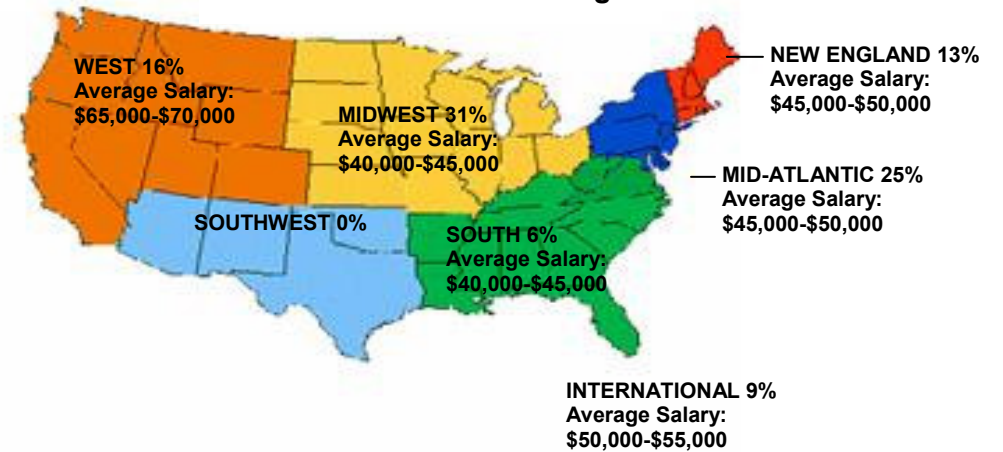 WEST 16%
Average Salary:
$65,000-$70,000
MIDWEST 31%
Average Salary:
$40,000-$45,000
NEW ENGLAND 13%
Average Salary:
$45,000-$50,000
MID-ATLANTIC 25%
Average Salary:
$45,000-$50,000
SOUTHWEST 0%
SOUTH 6%
Average Salary:
$40,000-$45,000
INTERNATIONAL 9%
Average Salary:
$50,000-$55,000